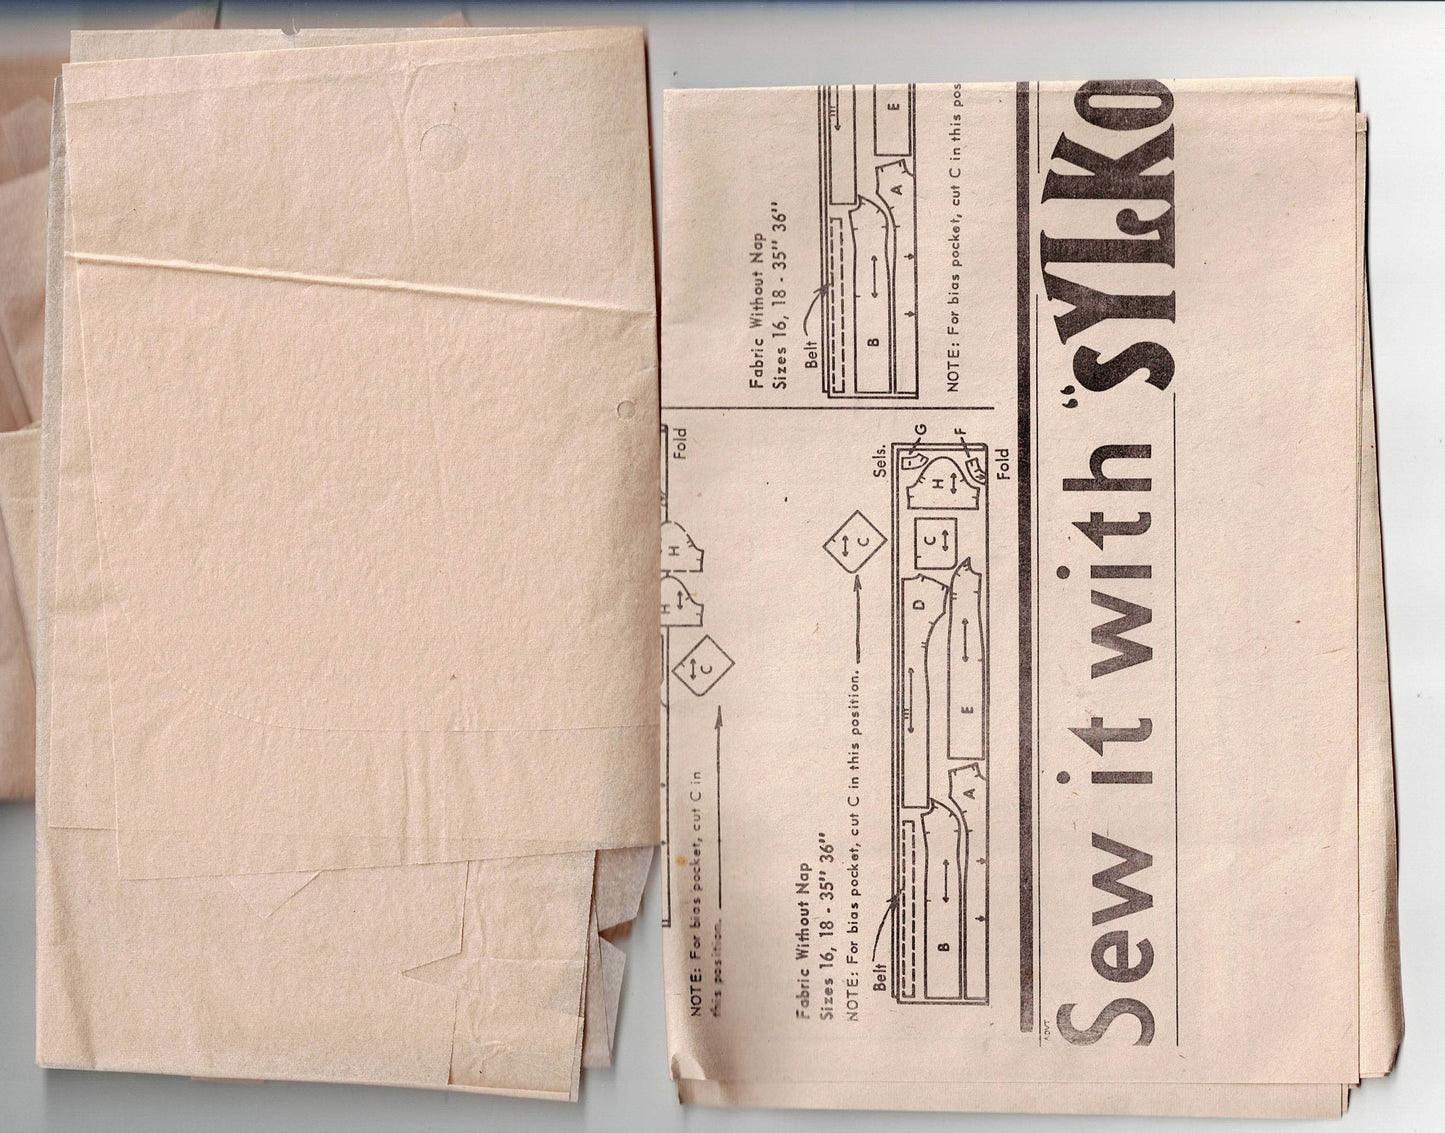 Fold
H
H
C
NOTE: For bias pocket, cut C in
this position.
Fabric Without Nap
Sizes 16, 18 - 35" 36"
Belt
E
B
A
NOTE: For bias pocket, cut C in this pos
Fabric Without Nap
Sizes 16, 18 - 35" 36"
NOTE: For bias pocket, cut C in this position.
C
Belt
Sels.
G
F
Fold
H
C
D
E
A
B
ADVT
Sew it with "SYLKO